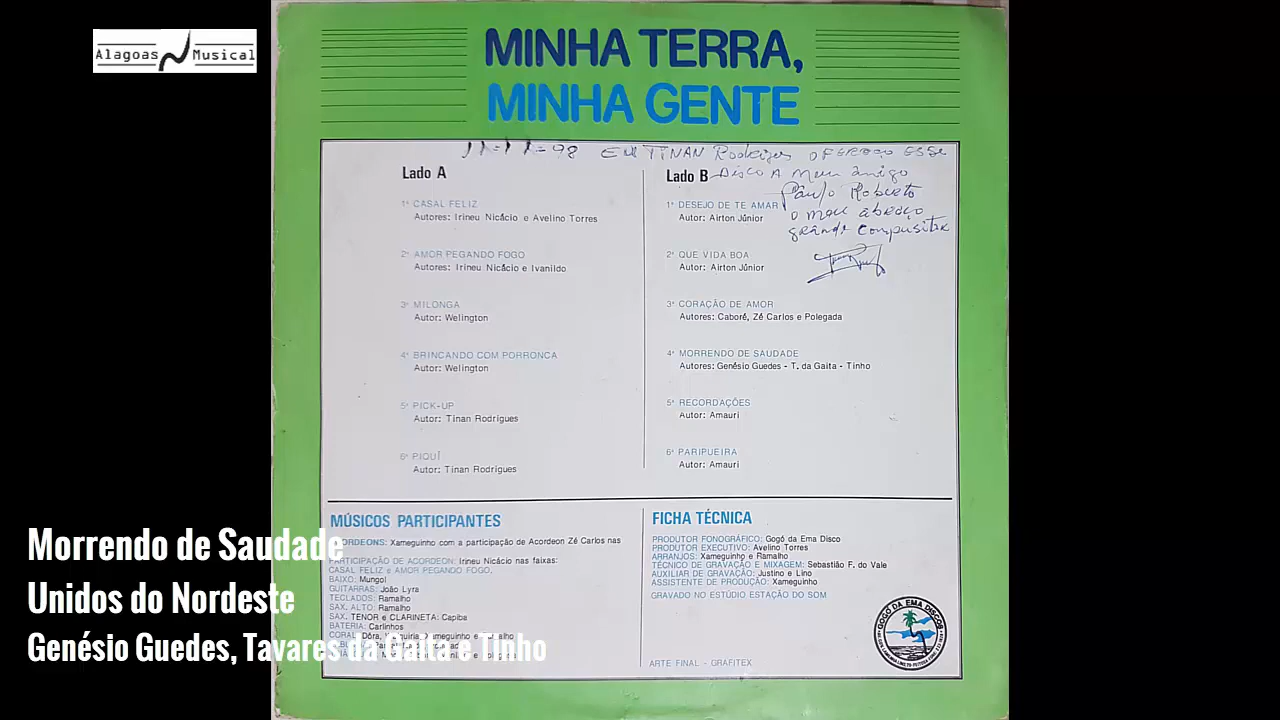 Alagoas Musical
MINHA TERRA,
MINHA GENTE
11-11-98 EU TINAN Rodrigues OFEREÇO ESSE
Disco A Meu amigo
Paulo Roberto
o meu abraço
grande compositor
Lado A
1ª CASAL FELIZ
Autores: Irineu Nicácio e Avelino Torres
2ª AMOR PEGANDO FOGO
Autores: Irineu Nicácio e Ivanildo
3ª MILONGA
Autor: Welington
4ª BRINCANDO COM PORRONCA
Autor: Welington
5ª PICK-UP
Autor: Tinan Rodrigues
6ª PIQUÍ
Autor: Tinan Rodrigues
Lado B
1ª DESEJO DE TE AMAR
Autor: Airton Júnior
2ª QUE VIDA BOA
Autor: Airton Júnior
3ª CORAÇÃO DE AMOR
Autores: Caboré, Zé Carlos e Polegada
4ª MORRENDO DE SAUDADE
Autores: Genésio Guedes - T. da Gaita - Tinho
5ª RECORDAÇÕES
Autor: Amauri
6ª PARIPUEIRA
Autor: Amauri
MÚSICOS PARTICIPANTES
Xameguinho com a participação de Acordeon Zé Carlos nas
PARTICIPAÇÃO DE ACORDEON: Irineu Nicácio nas faixas:
CASAL FELIZ e AMOR PEGANDO FOGO,
BAIXO: Mungol
GUITARRAS: João Lyra
TECLADOS: Ramalho
SAX. ALTO: Ramalho
SAX. TENOR e CLARINETA: Capiba
BATERIA: Carlinhos
FICHA TÉCNICA
PRODUTOR FONOGRÁFICO: Gogó da Ema Disco
PRODUTOR EXECUTIVO: Avelino Torres
ARRANJOS: Xameguinho e Ramalho
TÉCNICO DE GRAVAÇÃO E MIXAGEM: Sebastião F. do Vale
AUXILIAR DE GRAVAÇÃO: Justino e Lino
ASSISTENTE DE PRODUÇÃO: Xameguinho
GRAVADO NO ESTÚDIO ESTAÇÃO DO SOM
GOGÓ DA EMA DISCOS
ARTE FINAL - GRAFITEX
Morrendo de Saudade
Unidos do Nordeste
Genésio Guedes, Tavares da Gaita e Tinho